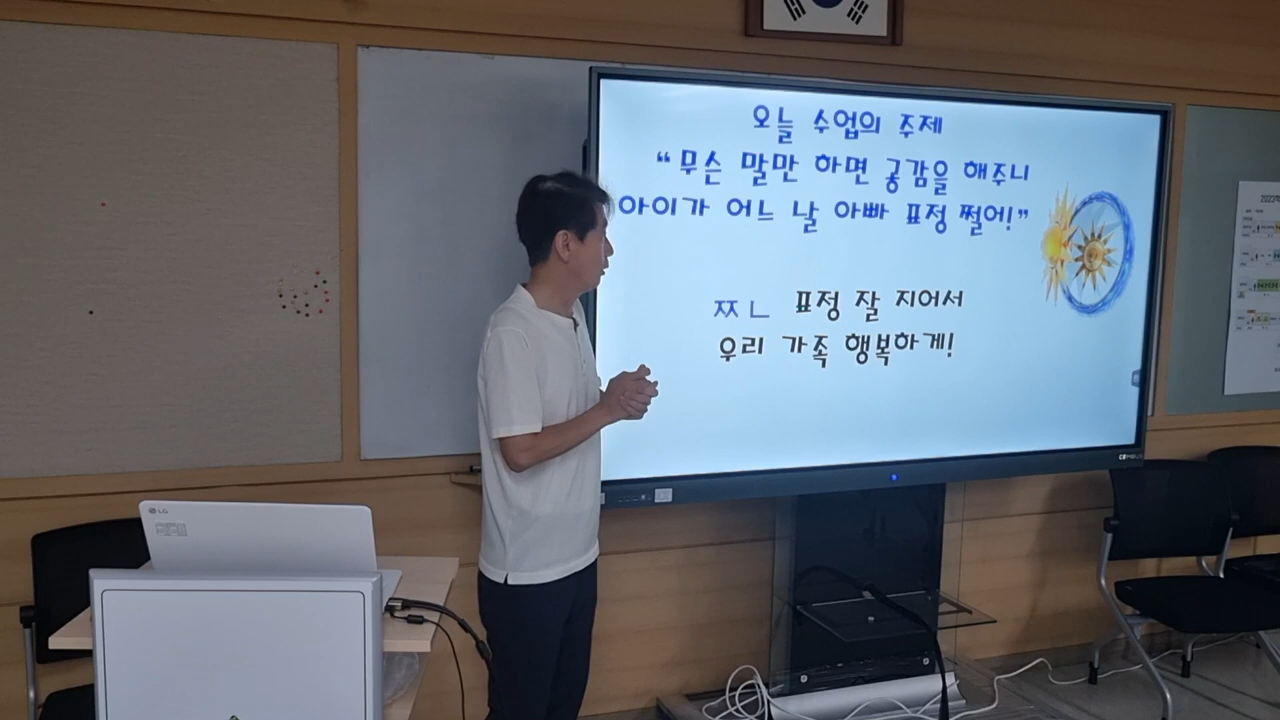 오늘 수업의 주제
“무슨 말만 하면 공감을 해주니
아이가 어느 날 아빠 표정 쩔어!”
ㅉㄴ 표정 잘 지어서
우리 가족 행복하게!
LG